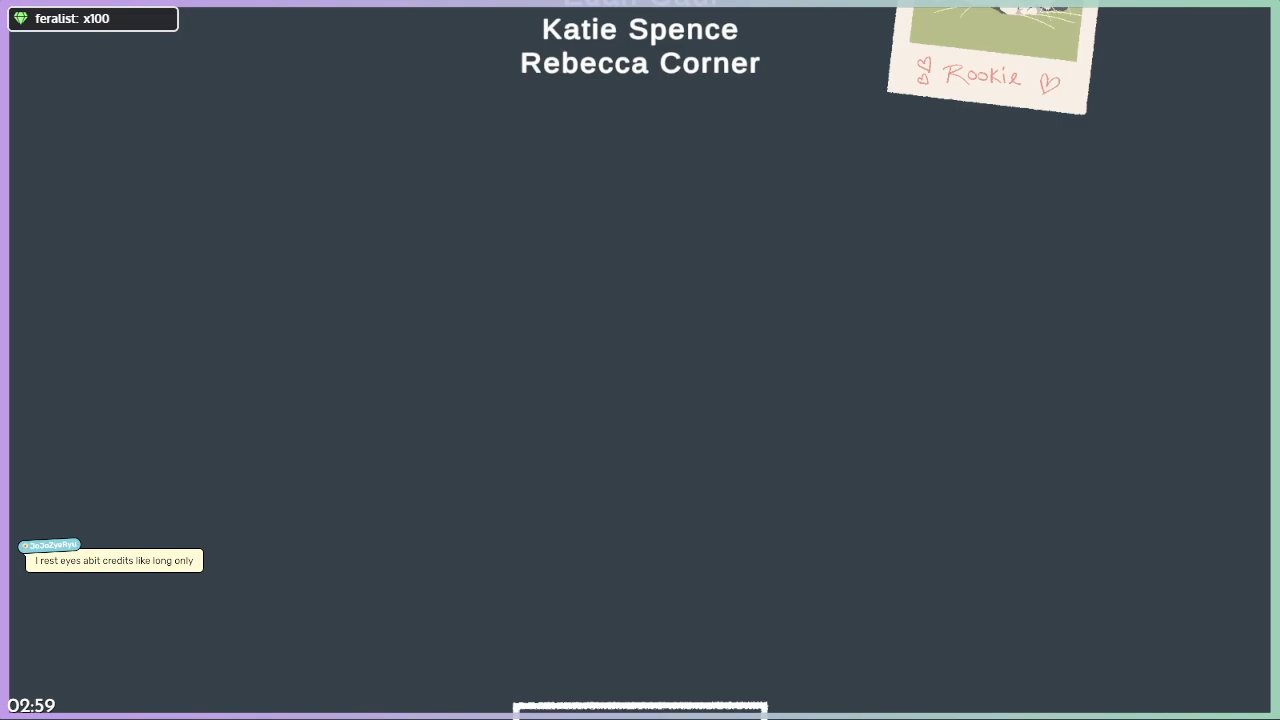 feralist: x100
Katie Spence
Rebecca Corner
Rookie
JoJoZyeRyu
I rest eyes abit credits like long only
02:59